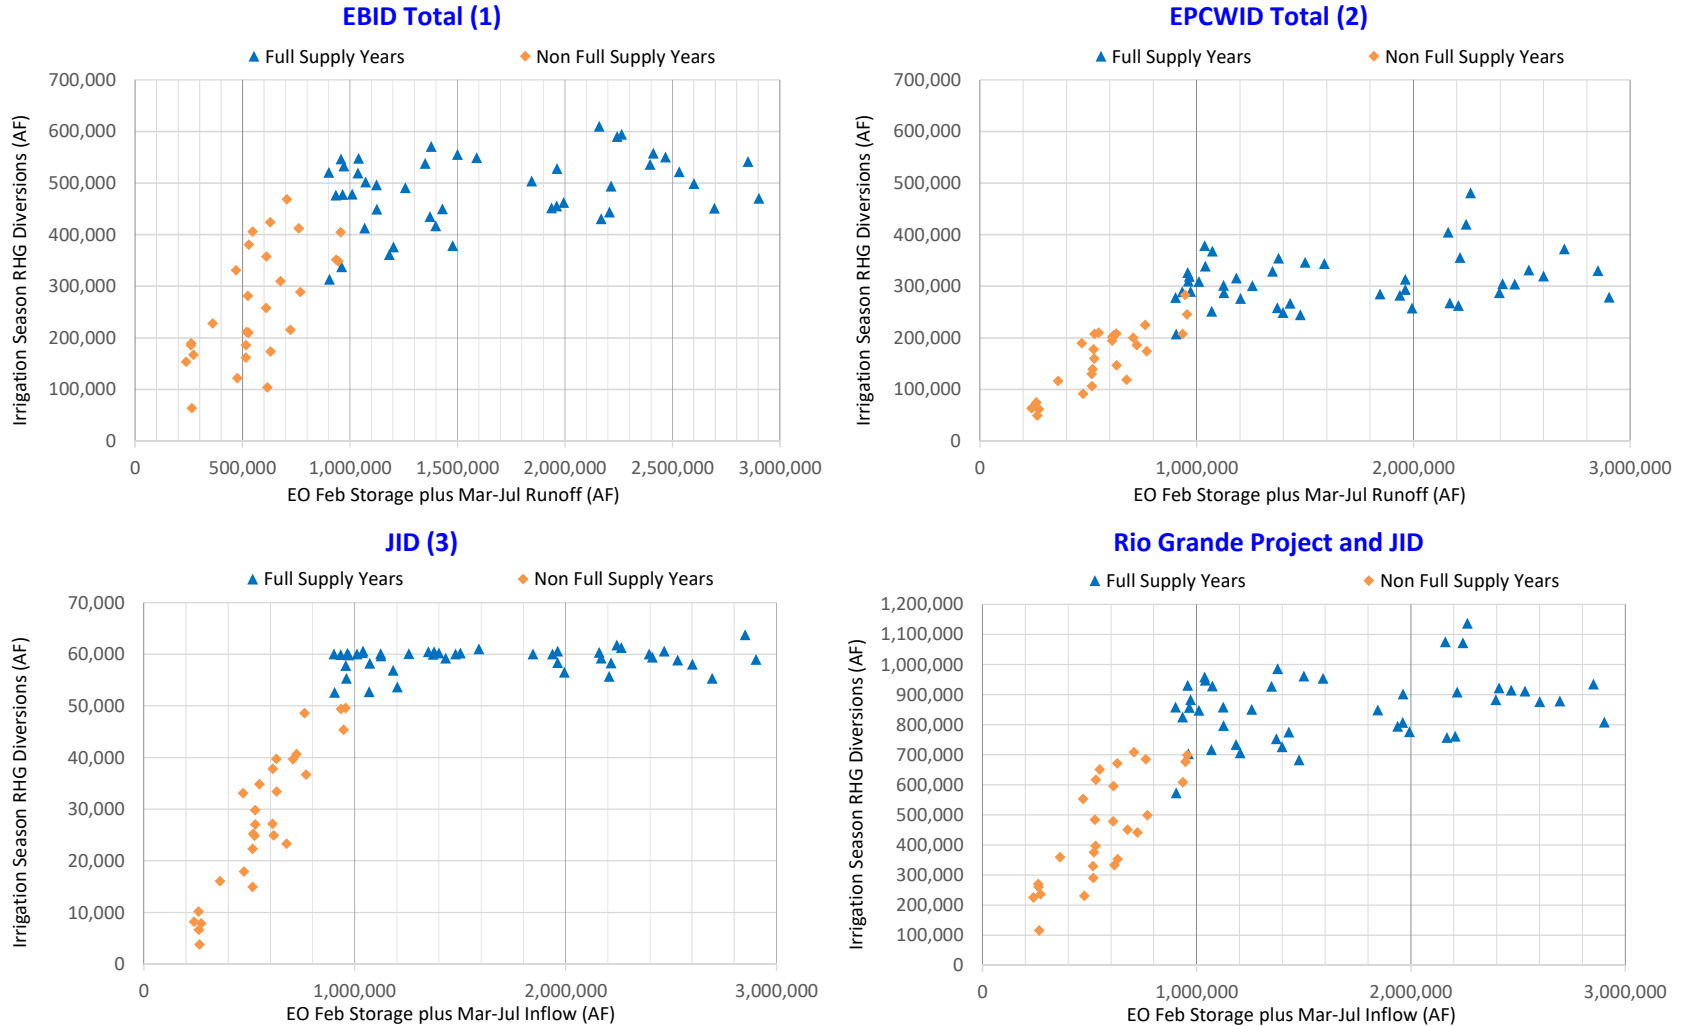 EBID Total (1)
Full Supply Years
Non Full Supply Years
Irrigation Season RHG Diversions (AF)
700,000
600,000
500,000
400,000
300,000
200,000
100,000
0
0
500,000
1,000,000
1,500,000
2,000,000
2,500,000
3,000,000
EO Feb Storage plus Mar-Jul Runoff (AF)
EPCWID Total (2)
Full Supply Years
Non Full Supply Years
Irrigation Season RHG Diversions (AF)
700,000
600,000
500,000
400,000
300,000
200,000
100,000
0
0
1,000,000
2,000,000
3,000,000
EO Feb Storage plus Mar-Jul Runoff (AF)
JID (3)
Full Supply Years
Non Full Supply Years
Irrigation Season RHG Diversions (AF)
70,000
60,000
50,000
40,000
30,000
20,000
10,000
0
0
1,000,000
2,000,000
3,000,000
EO Feb Storage plus Mar-Jul Inflow (AF)
Rio Grande Project and JID
Full Supply Years
Non Full Supply Years
Irrigation Season RHG Diversions (AF)
1,200,000
1,100,000
1,000,000
900,000
800,000
700,000
600,000
500,000
400,000
300,000
200,000
100,000
0
0
1,000,000
2,000,000
3,000,000
EO Feb Storage plus Mar-Jul Inflow (AF)